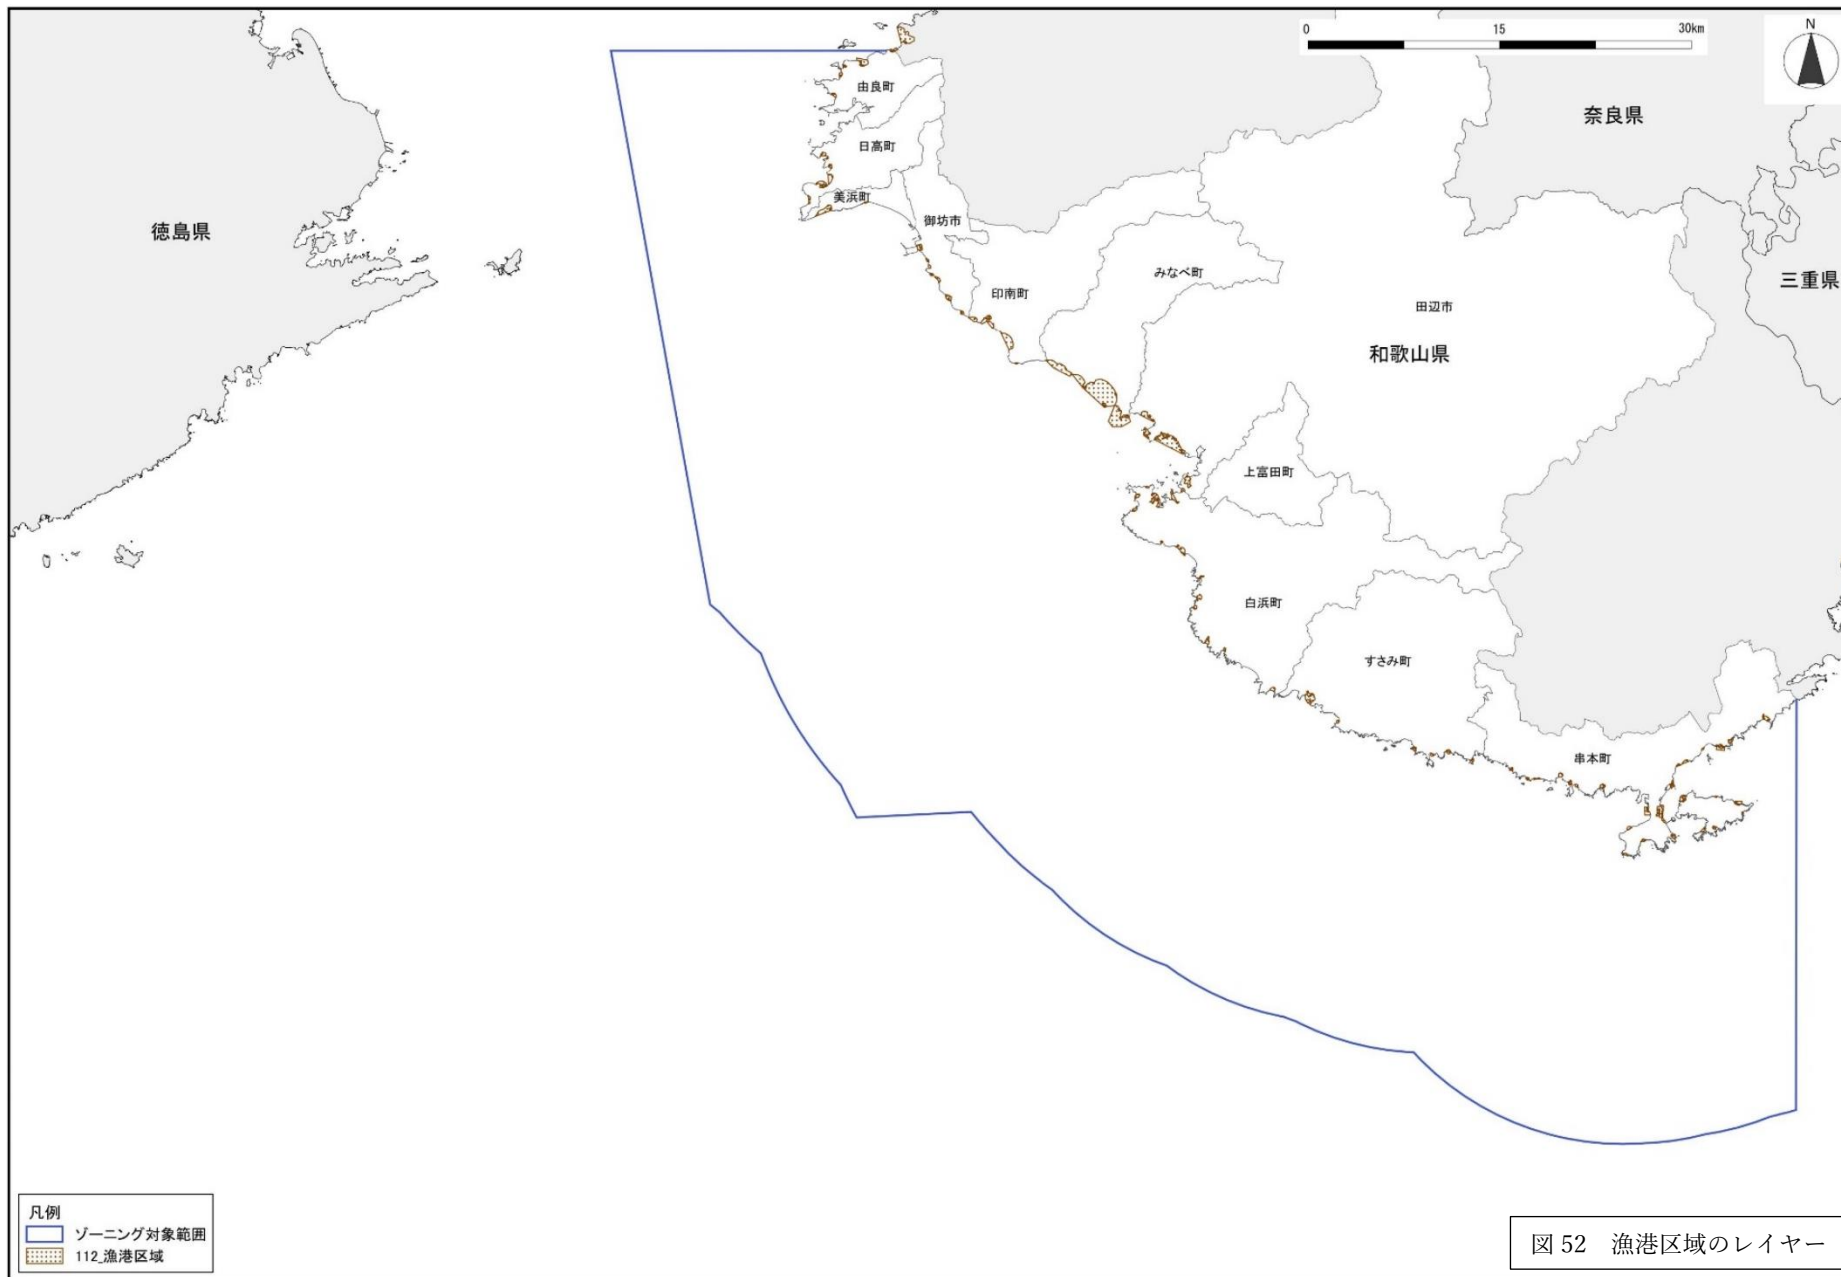 0 15 30km
N
奈良県
由良町
日高町
美浜町
徳島県
御坊市
みなべ町
三重県
印南町
田辺市
和歌山県
上富田町
白浜町
すさみ町
串本町
凡例
ゾーニング対象範囲
112_漁港区域
図 52 漁港区域のレイヤー